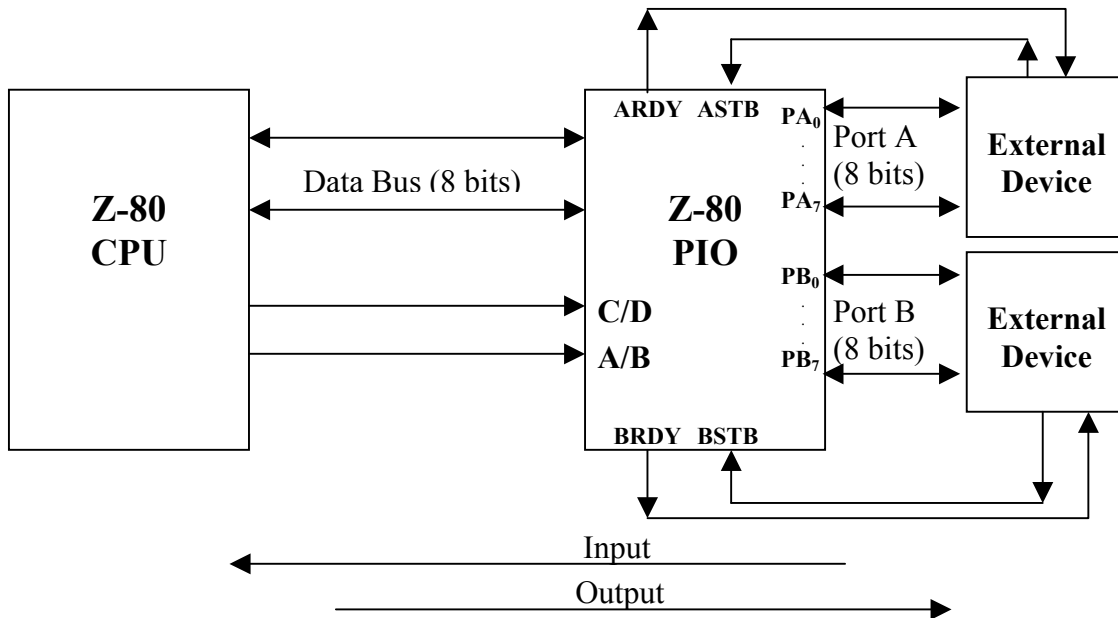 ARDY ASTB
PA0
.
.
.
.
PA7
Port A
(8 bits)
External
Device
Data Bus (8 bits)
Z-80
CPU
Z-80
PIO
C/D
A/B
PB0
.
.
.
.
PB7
Port B
(8 bits)
External
Device
BRDY BSTB
Input
Output